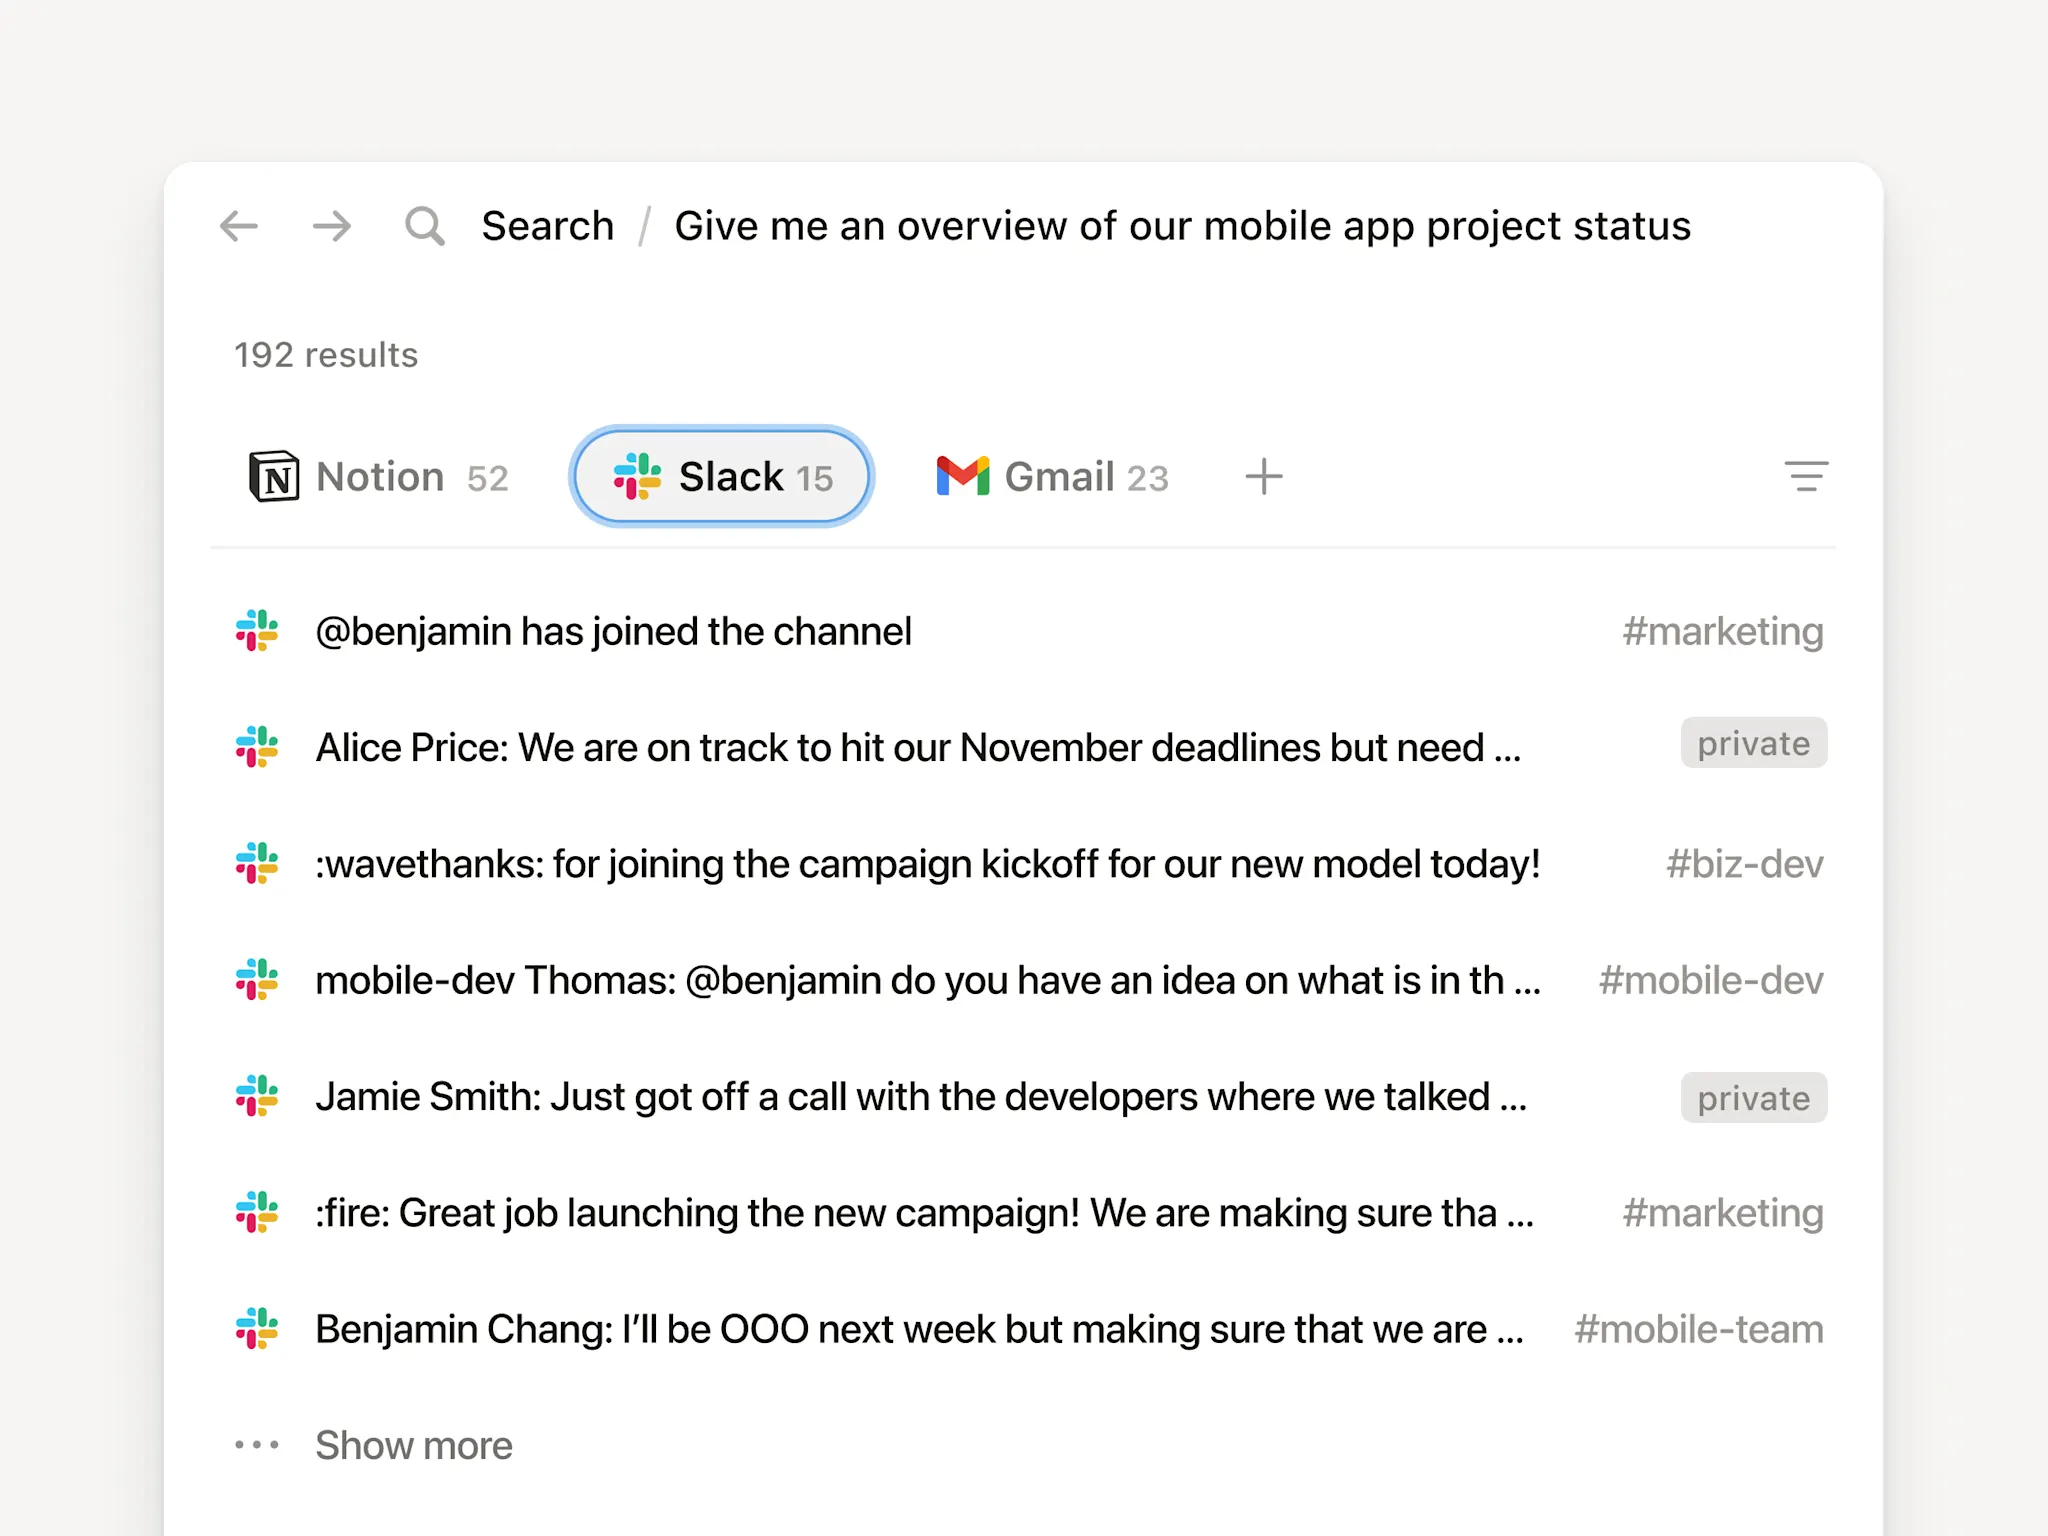 Search / Give me an overview of our mobile app project status
192 results
Notion 52 Slack 15 Gmail 23
@benjamin has joined the channel #marketing
Alice Price: We are on track to hit our November deadlines but need ... private
:wavethanks: for joining the campaign kickoff for our new model today! #biz-dev
mobile-dev Thomas: @benjamin do you have an idea on what is in th ... #mobile-dev
Jamie Smith: Just got off a call with the developers where we talked ... private
:fire: Great job launching the new campaign! We are making sure tha ... #marketing
Benjamin Chang: I’ll be OOO next week but making sure that we are ... #mobile-team
Show more